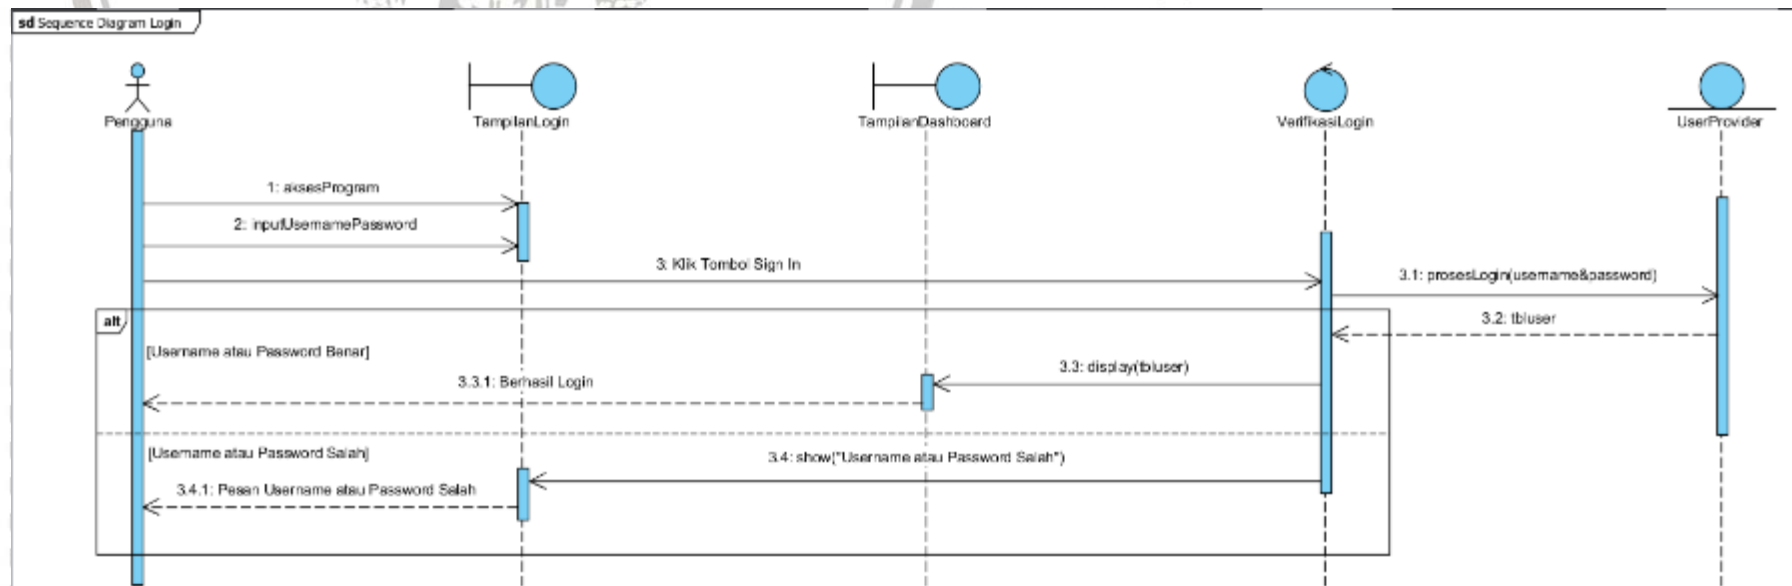 sd Sequence Diagram Login
Pengguna
TampilanLogin
TampilanDashboard
VerifikasiLogin
UserProvider
1: aksesProgram
2: inputUsernamePassword
3: Klik Tombol Sign In
3.1: prosesLogin(username&password)
3.2: tbluser
alt
[Username atau Password Benar]
3.3: display(tbluser)
3.3.1: Berhasil Login
[Username atau Password Salah]
3.4: show("Username atau Password Salah")
3.4.1: Pesan Username atau Password Salah